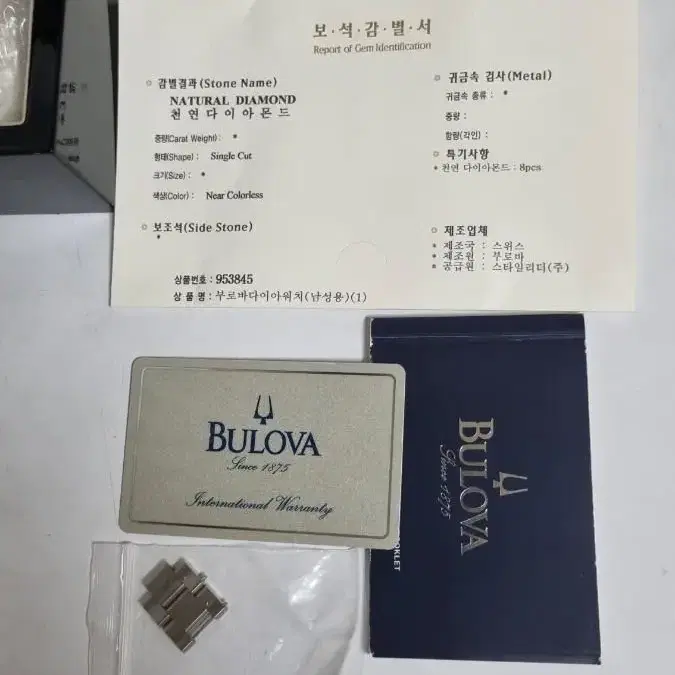 보·석·감·별·서
Report of Gem Identification
감별결과(Stone Name)
NATURAL DIAMOND
천연다이아몬드
중량(Carat Weight) : *
형태(Shape) : Single Cut
크기(Size) : *
색상(Color) : Near Colorless
보조석(Side Stone)
*
상품번호 : 953845
상 품 명 : 부로바다이아워치(남성용)(1)
귀금속 검사(Metal)
귀금속 종류 : *
중량 :
함량(각인) :
특기사항
* 천연 다이아몬드 : 8pcs
제조업체
* 제조국 : 스위스
* 제조원 : 부로바
* 공급원 : 스타일리더(주)
BULOVA
Since 1875
International Warranty
BULOVA
Since 1875
OKLET